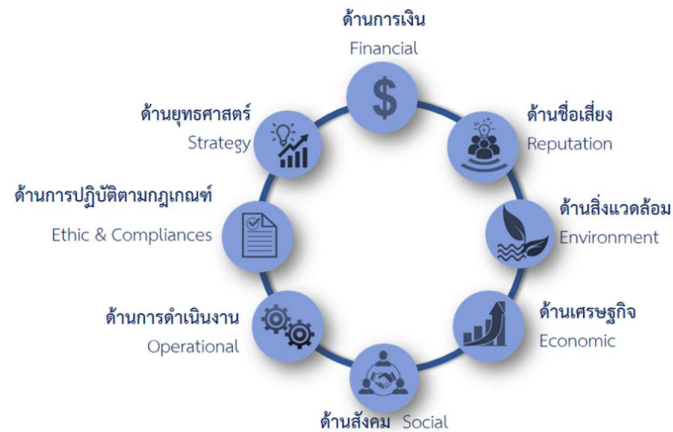 ด้านการเงิน
Financial
ด้านชื่อเสี่ยง
Reputation
ด้านสิ่งแวดล้อม
Environment
ด้านเศรษฐกิจ
Economic
ด้านสังคม Social
ด้านการดำเนินงาน
Operational
ด้านการปฏิบัติตามกฎเกณฑ์
Ethic & Compliances
ด้านยุทธศาสตร์
Strategy
$